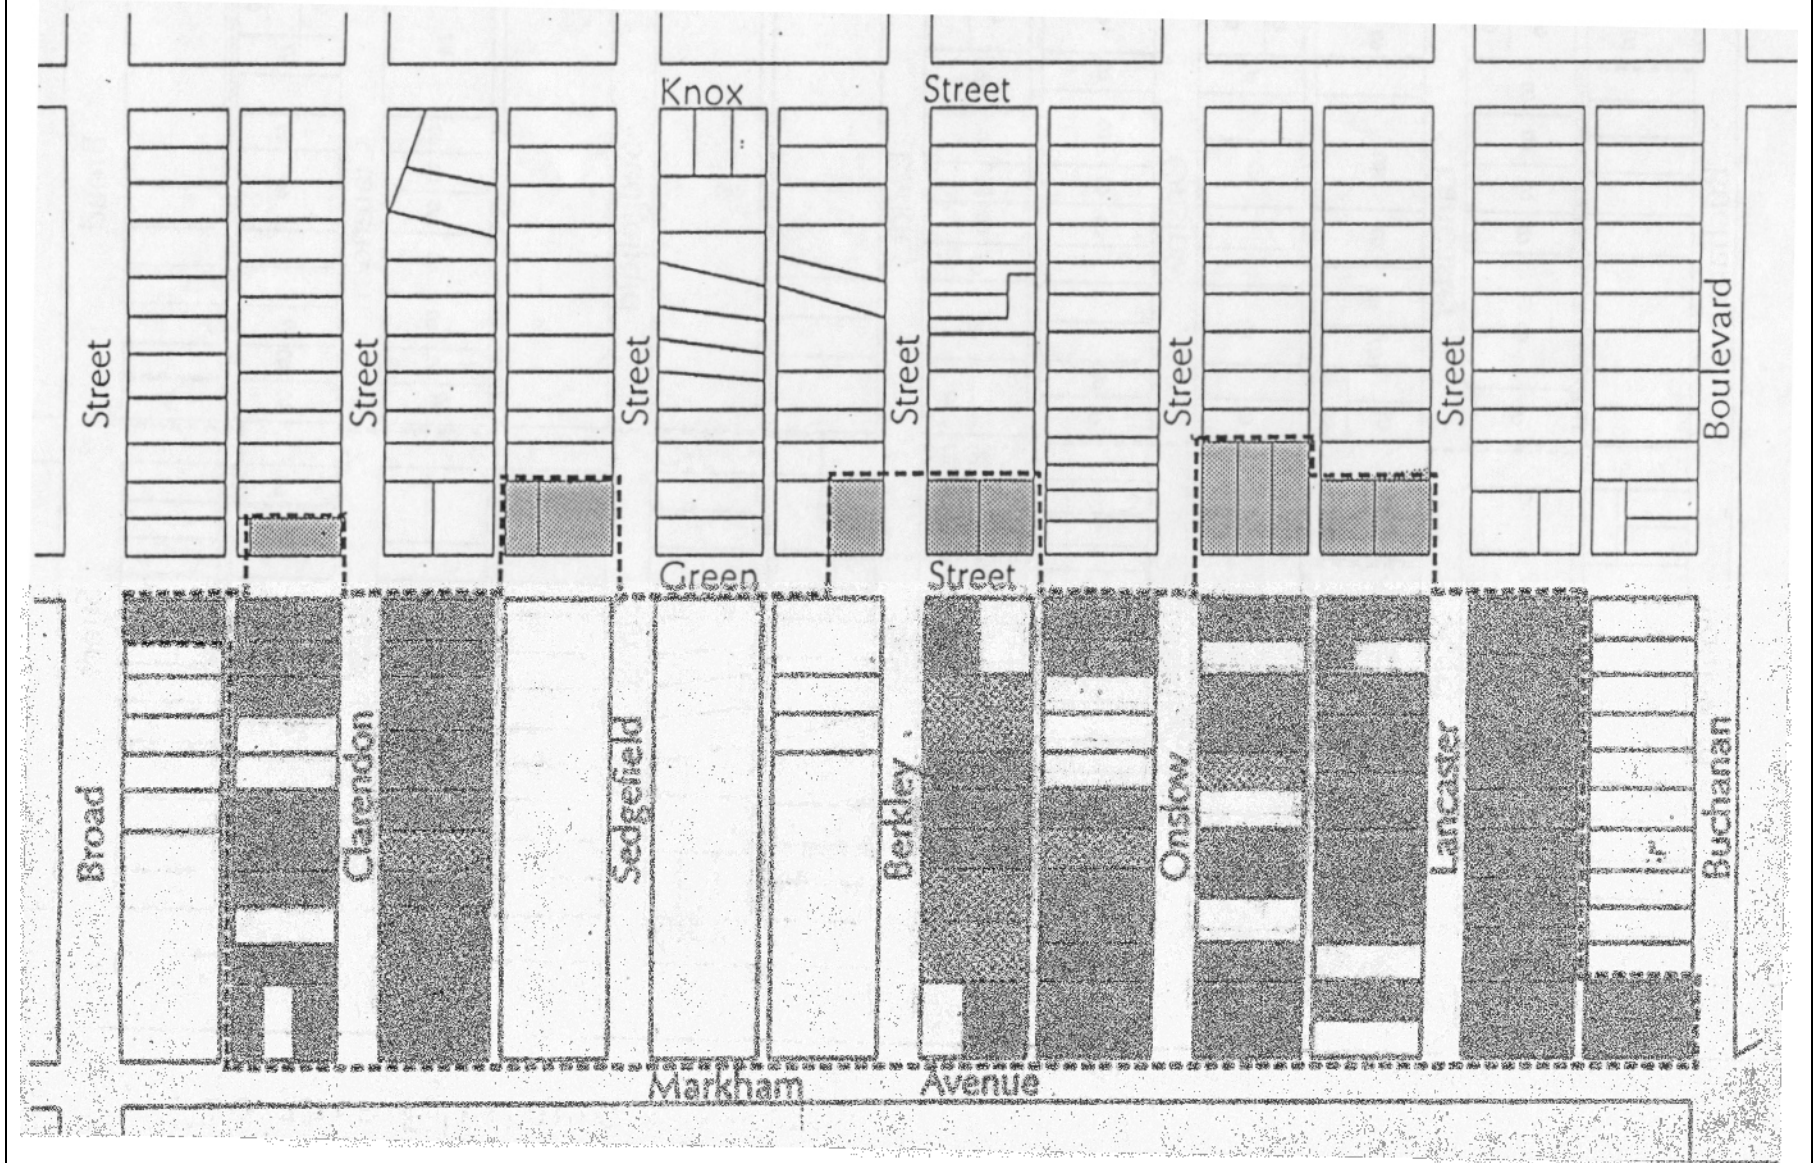 Knox Street
Street
Street
Street
Street
Street
Street
Boulevard
Green Street
Broad
Clarendon
Sedgefield
Berkley
Onslow
Lancaster
Buchanan
Markham Avenue